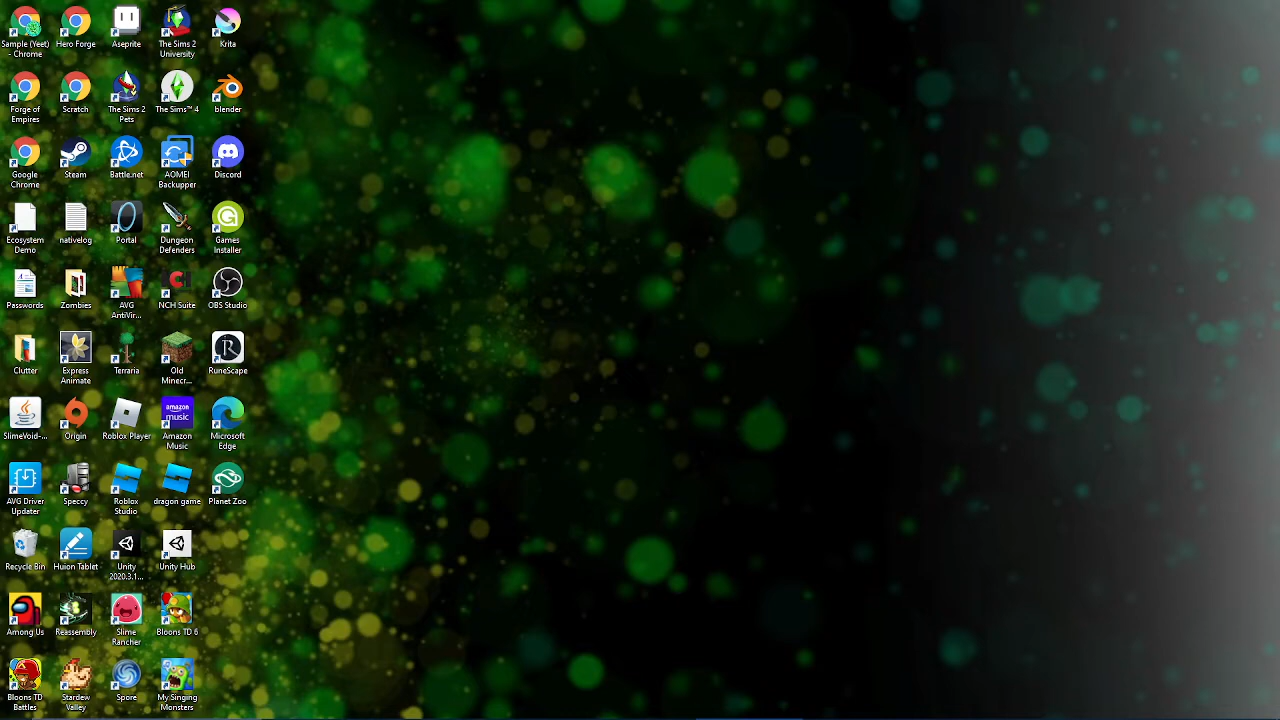 Sample (Yeet)
- Chrome
Hero Forge
Aseprite
The Sims 2
University
Krita
Forge of
Empires
Scratch
The Sims 2
Pets
The Sims™ 4
blender
Google
Chrome
Steam
Battle.net
AOMEI
Backupper
Discord
Ecosystem
Demo
nativelog
Portal
Dungeon
Defenders
Games
Installer
Passwords
Zombies
AVG
AntiVir...
NCH Suite
OBS Studio
Clutter
Express
Animate
Terraria
Old
Minecr...
RuneScape
SlimeVoid-...
Origin
Roblox Player
amazon
music
Amazon
Music
Microsoft
Edge
AVG Driver
Updater
Speccy
Roblox
Studio
dragon game
Planet Zoo
Recycle Bin
Huion Tablet
Unity
2020.3.1...
Unity Hub
Among Us
Reassembly
Slime
Rancher
Bloons TD 6
Bloons TD
Battles
Stardew
Valley
Spore
My Singing
Monsters